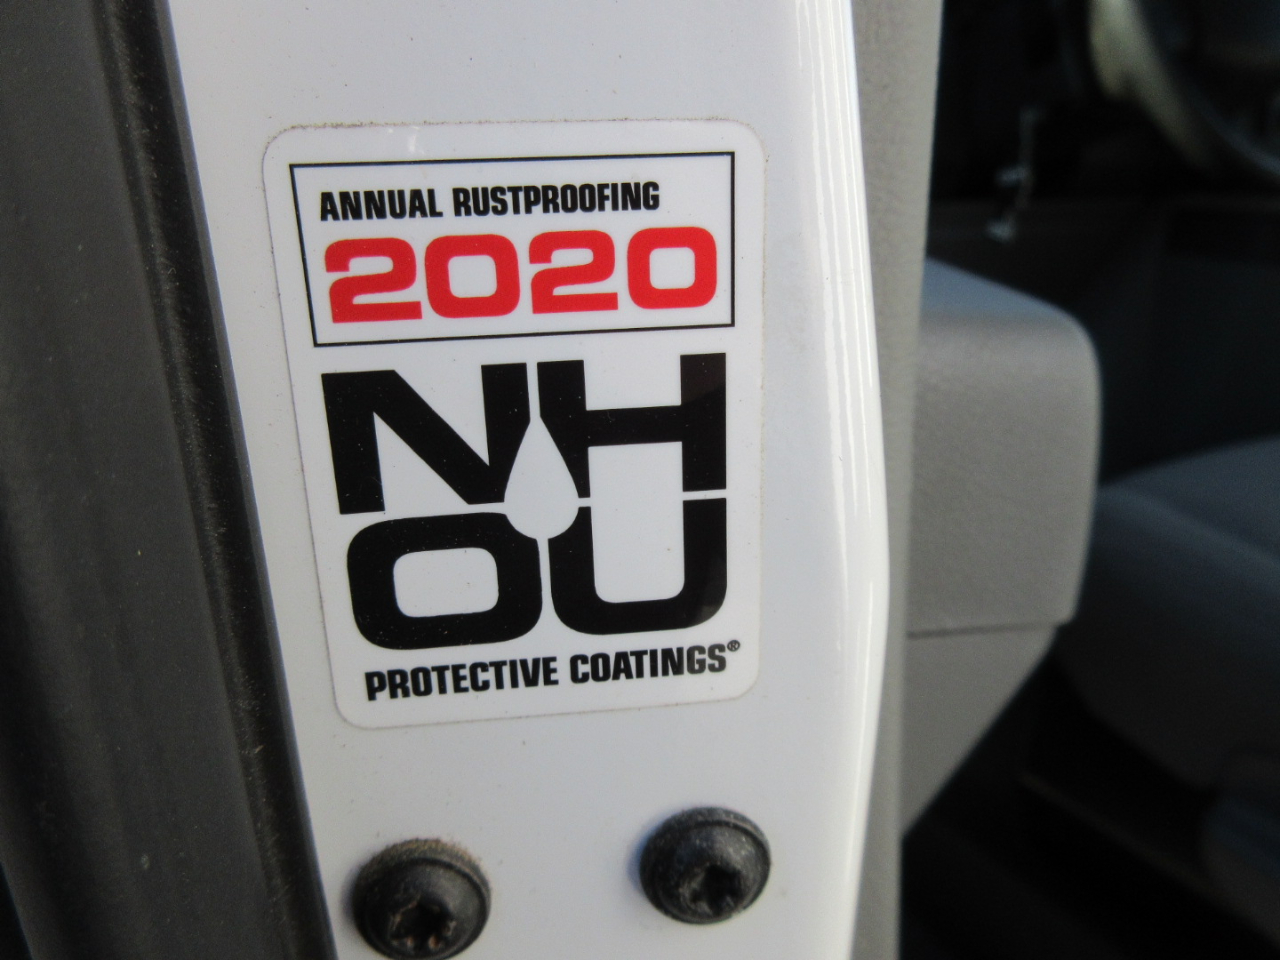 ANNUAL RUSTPROOFING
2020
NH
OU
PROTECTIVE COATINGS®